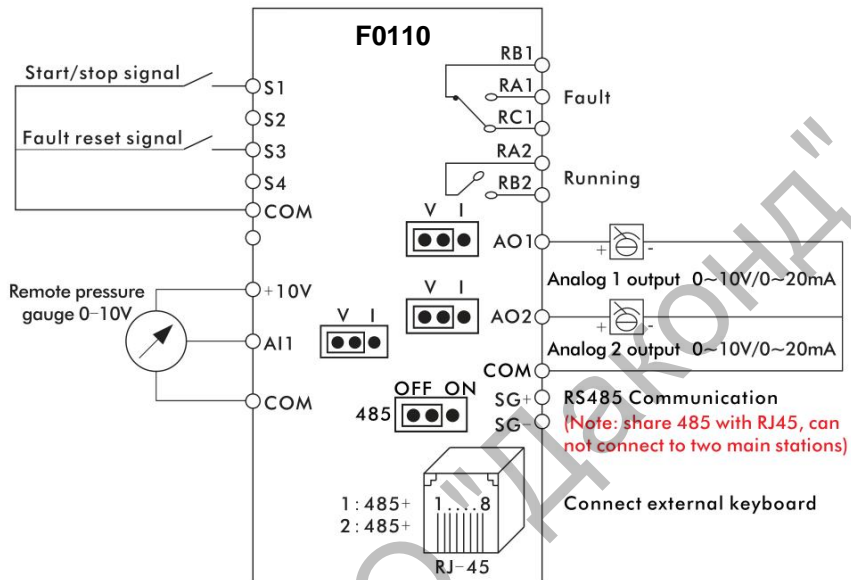 F0110
Start/stop signal
S1
S2
Fault reset signal
S3
S4
COM
Remote pressure
gauge 0-10V
+10V
AI1
COM
RB1
RA1
Fault
RC1
RA2
Running
RB2
V I
AO1
+ -
Analog 1 output 0~10V/0~20mA
V I
AO2
+ -
Analog 2 output 0~10V/0~20mA
V I
COM
OFF ON
485
SG+
RS485 Communication
SG-
(Note: share 485 with RJ45, can
not connect to two main stations)
1 : 485+
2 : 485+
1....8
RJ-45
Connect external keyboard
"Даконд"